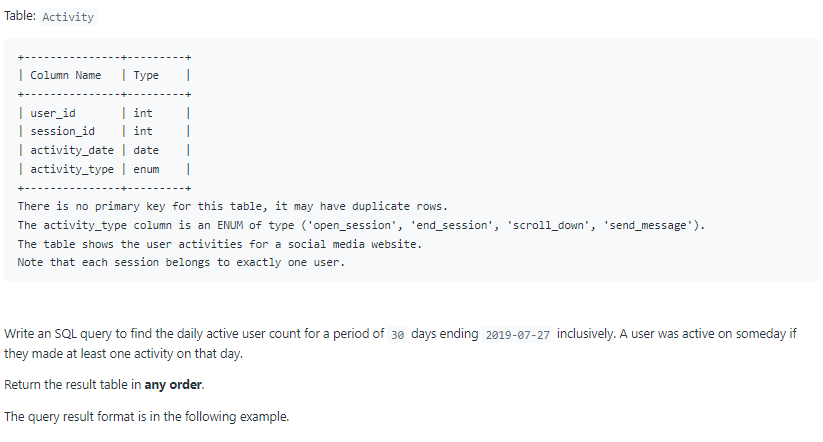 Table: Activity
+---------------+---------+
| Column Name   | Type    |
+---------------+---------+
| user_id       | int     |
| session_id    | int     |
| activity_date | date    |
| activity_type | enum    |
+---------------+---------+
There is no primary key for this table, it may have duplicate rows.
The activity_type column is an ENUM of type ('open_session', 'end_session', 'scroll_down', 'send_message').
The table shows the user activities for a social media website.
Note that each session belongs to exactly one user.
Write an SQL query to find the daily active user count for a period of 30 days ending 2019-07-27 inclusively. A user was active on someday if
they made at least one activity on that day.
Return the result table in any order.
The query result format is in the following example.